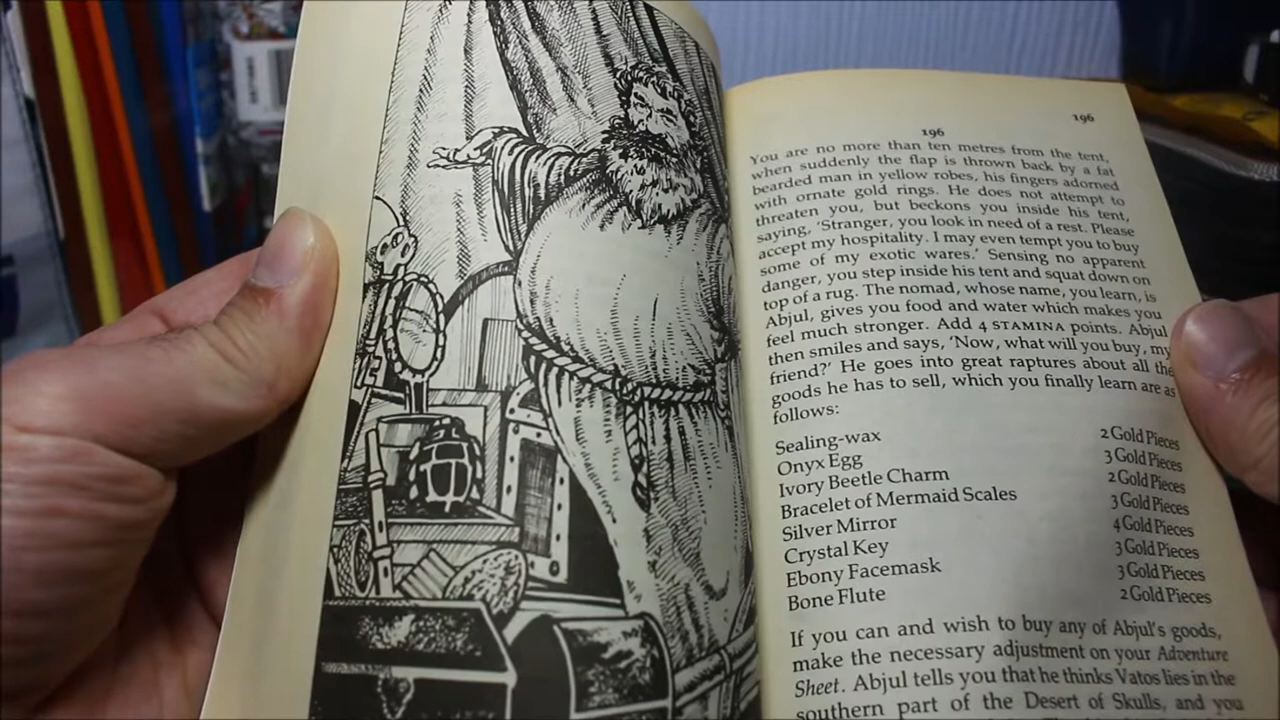 196
196
You are no more than ten metres from the tent,
when suddenly the flap is thrown back by a fat
bearded man in yellow robes, his fingers adorned
with ornate gold rings. He does not attempt to
threaten you, but beckons you inside his tent,
saying, 'Stranger, you look in need of a rest. Please
accept my hospitality. I may even tempt you to buy
some of my exotic wares.' Sensing no apparent
danger, you step inside his tent and squat down on
top of a rug. The nomad, whose name, you learn, is
Abjul, gives you food and water which makes you
feel much stronger. Add 4 STAMINA points. Abjul
then smiles and says, 'Now, what will you buy, my
friend?' He goes into great raptures about all the
goods he has to sell, which you finally learn are as
follows:
Sealing-wax 2 Gold Pieces
Onyx Egg 3 Gold Pieces
Ivory Beetle Charm 2 Gold Pieces
Bracelet of Mermaid Scales 3 Gold Pieces
Silver Mirror 4 Gold Pieces
Crystal Key 3 Gold Pieces
Ebony Facemask 3 Gold Pieces
Bone Flute 2 Gold Pieces
If you can and wish to buy any of Abjul's goods,
make the necessary adjustment on your Adventure
Sheet. Abjul tells you that he thinks Vatos lies in the
southern part of the Desert of Skulls, and you